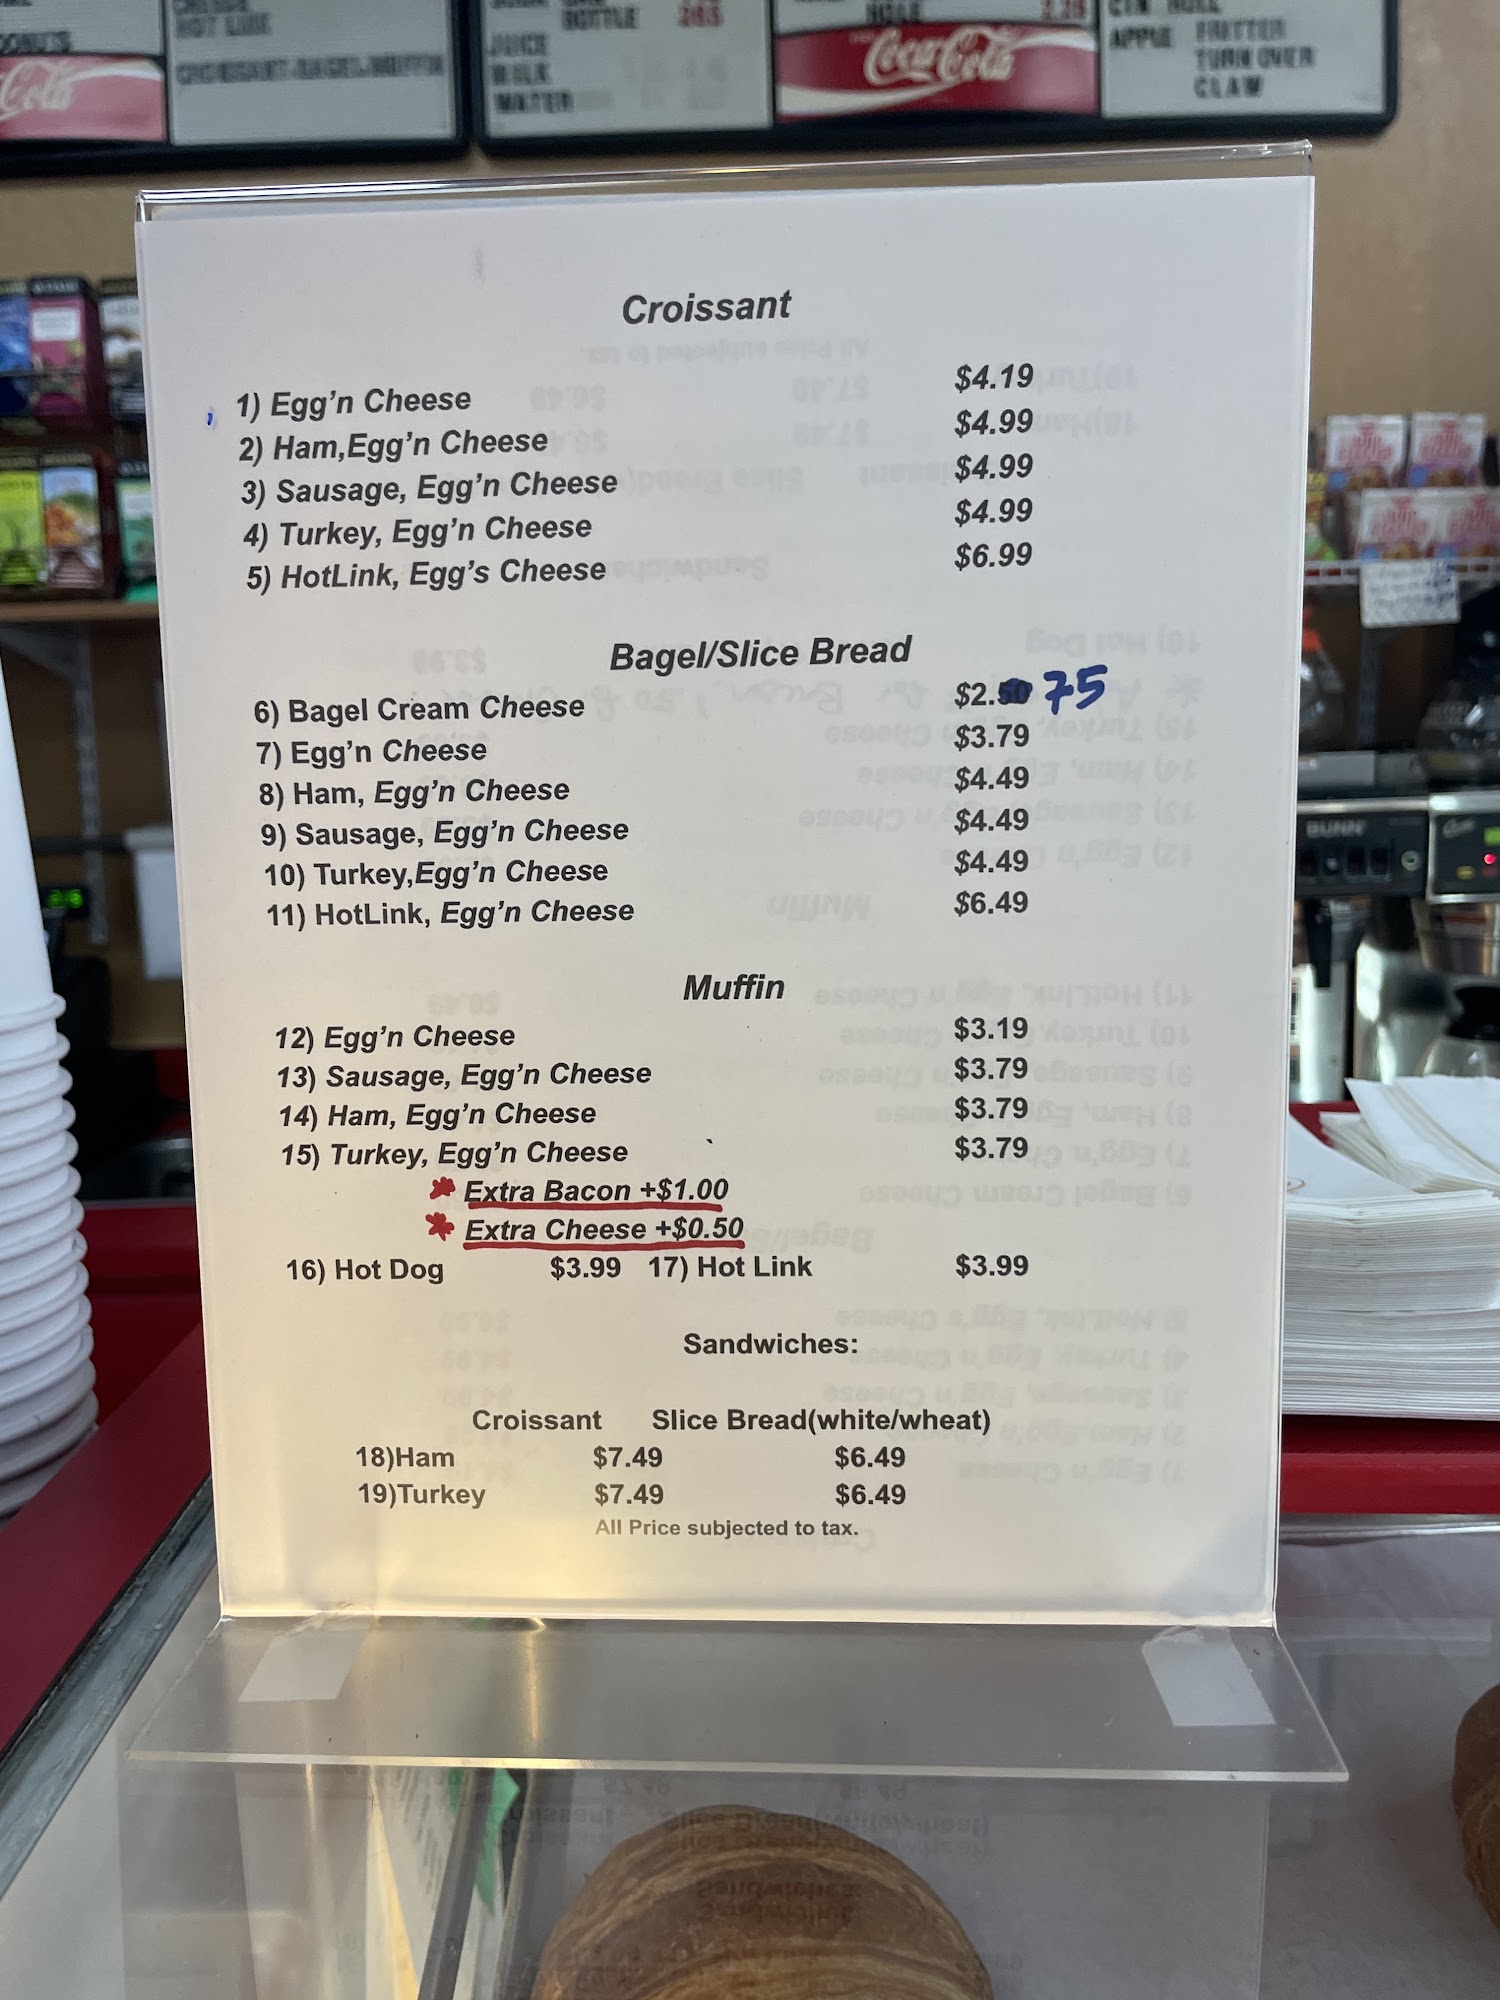 HOT LINK
CROISSANT-BAGEL-MUFFIN
BOTTLE
JUICE
MILK
WATER
Coca-Cola
APPLE FRITTER
TURN OVER
CLAW
Cola
Croissant
1) Egg'n Cheese $4.19
2) Ham,Egg'n Cheese $4.99
3) Sausage, Egg'n Cheese $4.99
4) Turkey, Egg'n Cheese $4.99
5) HotLink, Egg's Cheese $6.99
Bagel/Slice Bread
6) Bagel Cream Cheese $2.50 75
7) Egg'n Cheese $3.79
8) Ham, Egg'n Cheese $4.49
9) Sausage, Egg'n Cheese $4.49
10) Turkey,Egg'n Cheese $4.49
11) HotLink, Egg'n Cheese $6.49
Muffin
12) Egg'n Cheese $3.19
13) Sausage, Egg'n Cheese $3.79
14) Ham, Egg'n Cheese $3.79
15) Turkey, Egg'n Cheese $3.79
* Extra Bacon +$1.00
* Extra Cheese +$0.50
16) Hot Dog $3.99 17) Hot Link $3.99
Sandwiches:
Croissant Slice Bread(white/wheat)
18)Ham $7.49 $6.49
19)Turkey $7.49 $6.49
All Price subjected to tax.
BUNN